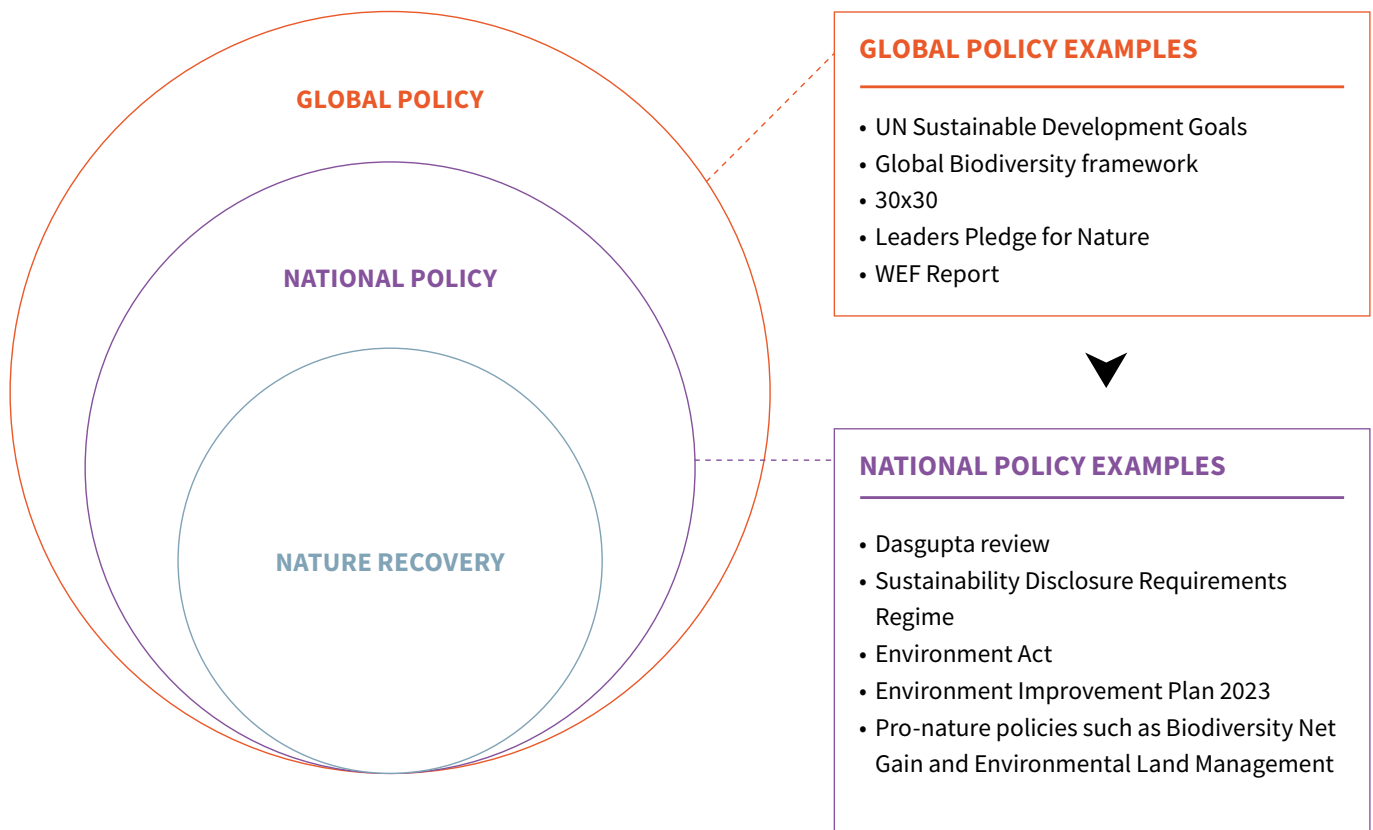 GLOBAL POLICY
NATIONAL POLICY
NATURE RECOVERY
GLOBAL POLICY EXAMPLES
• UN Sustainable Development Goals
• Global Biodiversity framework
• 30x30
• Leaders Pledge for Nature
• WEF Report
NATIONAL POLICY EXAMPLES
• Dasgupta review
• Sustainability Disclosure Requirements
Regime
• Environment Act
• Environment Improvement Plan 2023
• Pro-nature policies such as Biodiversity Net
Gain and Environmental Land Management